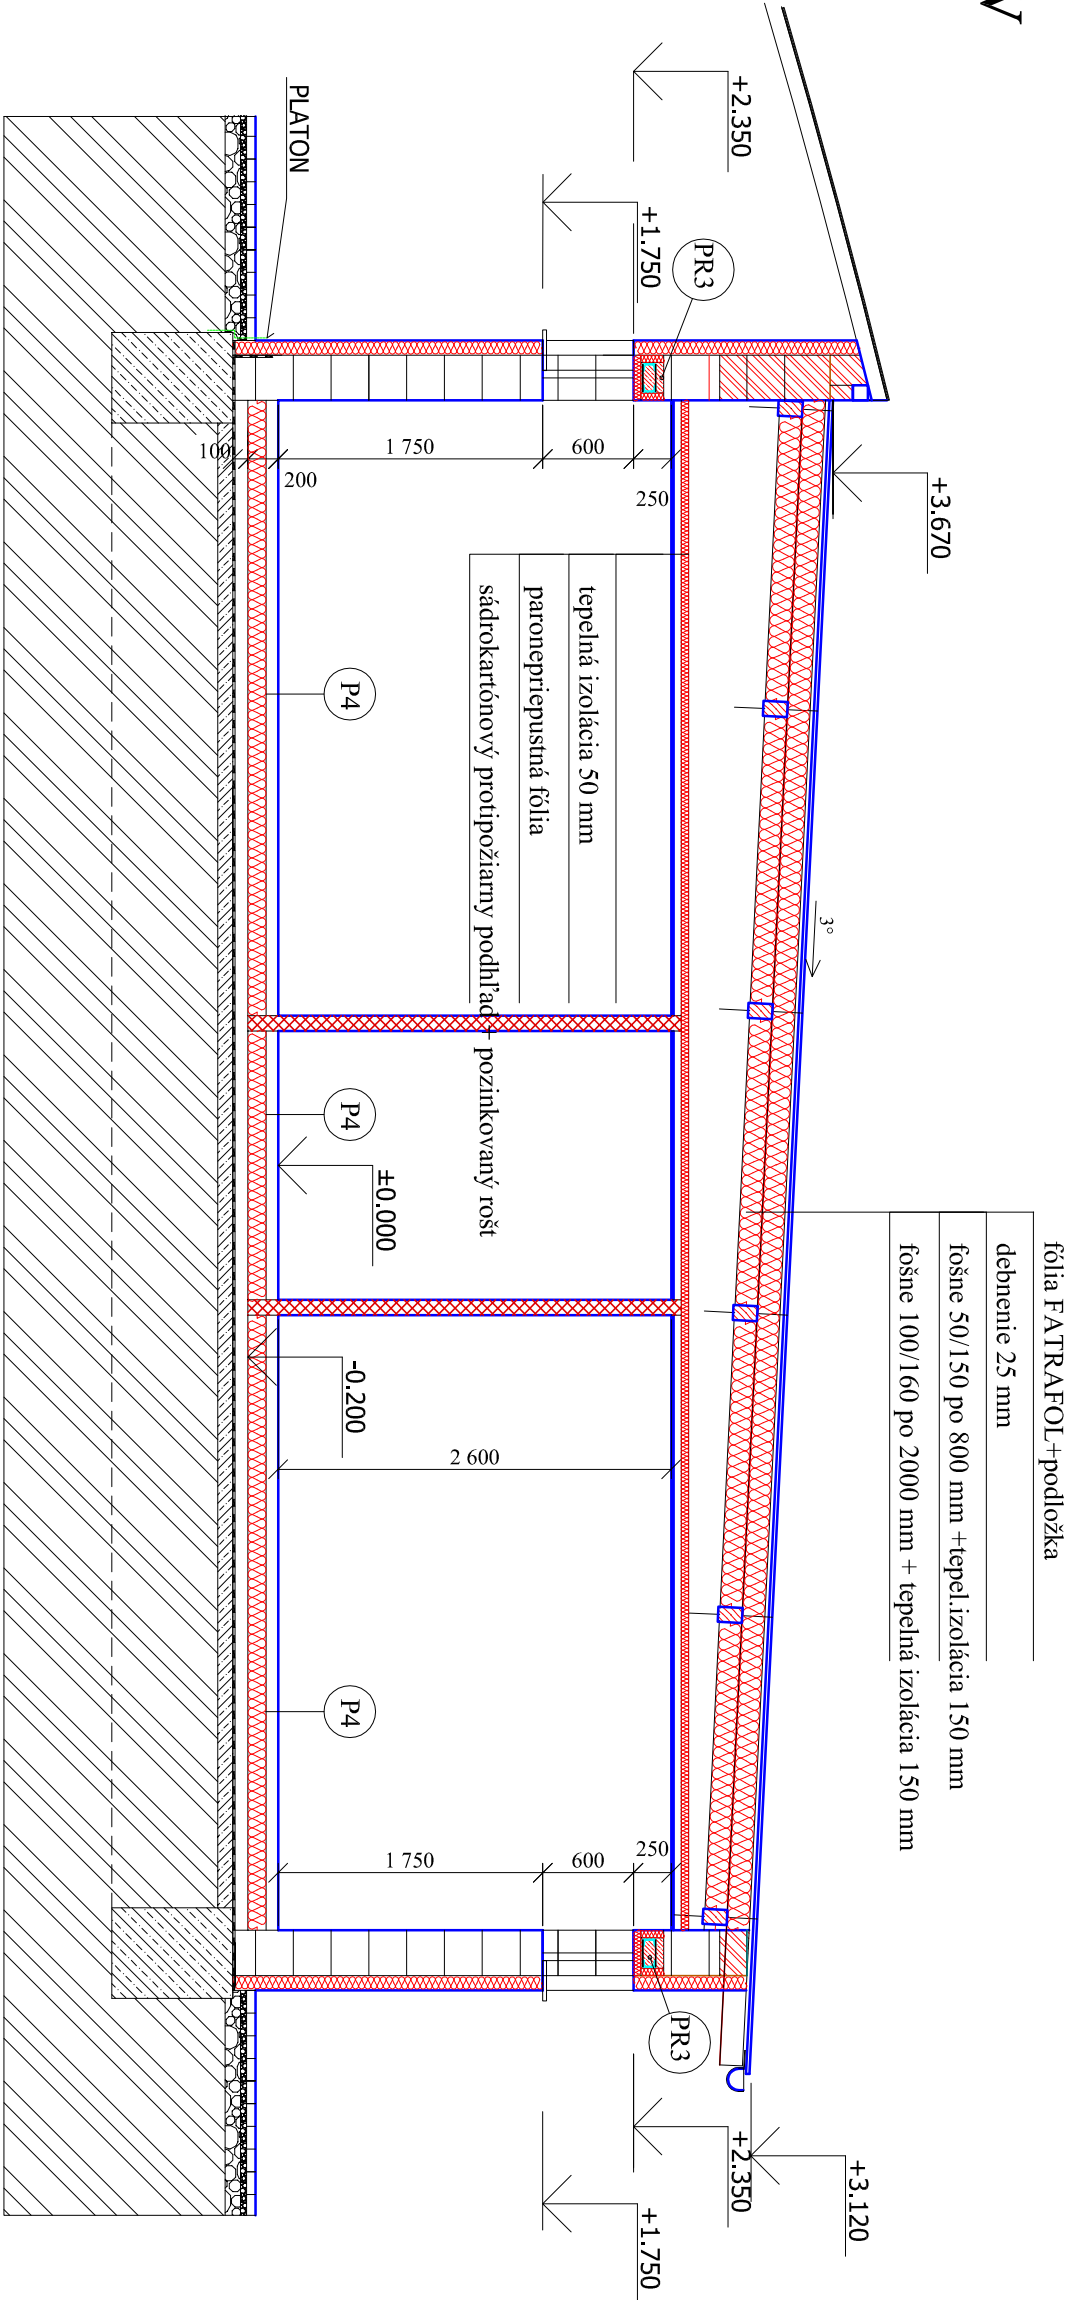 fólia FATRAFOL+podložka
debnenie 25 mm
fošne 50/150 po 800 mm +tepel.izolácia 150 mm
fošne 100/160 po 2000 mm + tepelná izolácia 150 mm
+3.670
+3.120
3°
+2.350
+2.350
+1.750
+1.750
PR3
PR3
250
250
600
600
1 750
1 750
2 600
tepelná izolácia 50 mm
paronepriepustná fólia
sádrokartónový protipožiarny podhľad + pozinkovaný rošt
±0.000
-0.200
P4
P4
P4
200
100
PLATON